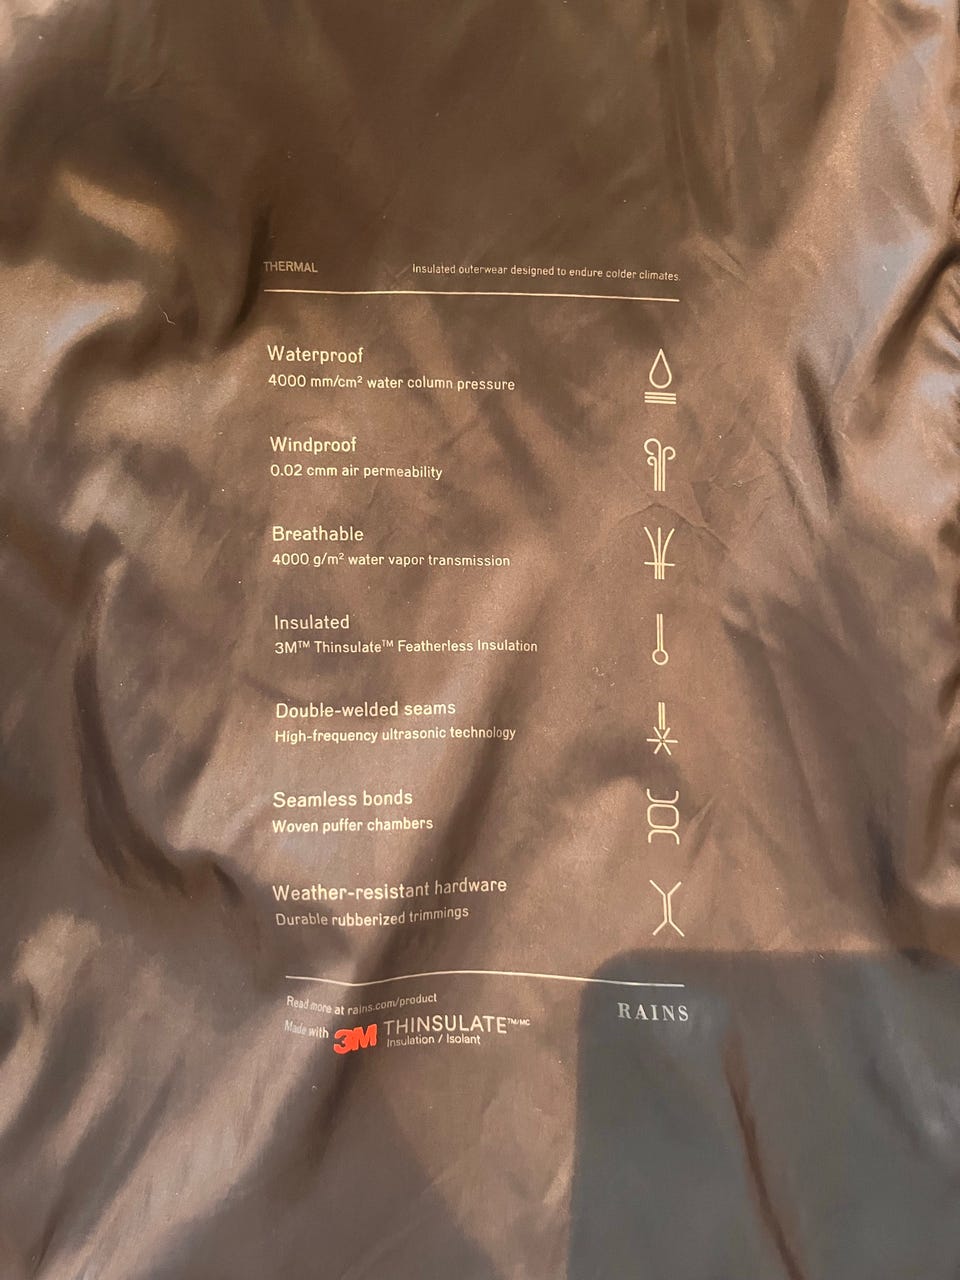 THERMAL Insulated outerwear designed to endure colder climates.
Waterproof
4000 mm/cm² water column pressure
Windproof
0.02 cmm air permeability
Breathable
4000 g/m² water vapor transmission
Insulated
3M™ Thinsulate™ Featherless Insulation
Double-welded seams
High-frequency ultrasonic technology
Seamless bonds
Woven puffer chambers
Weather-resistant hardware
Durable rubberized trimmings
Read more at rains.com/product
RAINS
Made with 3M THINSULATE™/MC
Insulation / Isolant